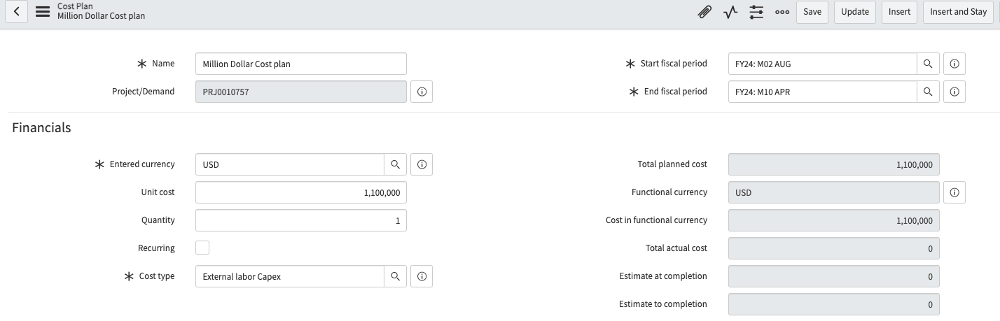 Cost Plan
Million Dollar Cost plan
Save Update Insert Insert and Stay
Name Million Dollar Cost plan
Start fiscal period FY24: M02 AUG
Project/Demand PRJ0010757
End fiscal period FY24: M10 APR
Financials
Entered currency USD
Total planned cost 1,100,000
Unit cost 1,100,000
Functional currency USD
Quantity 1
Cost in functional currency 1,100,000
Recurring
Total actual cost 0
Cost type External labor Capex
Estimate at completion 0
Estimate to completion 0